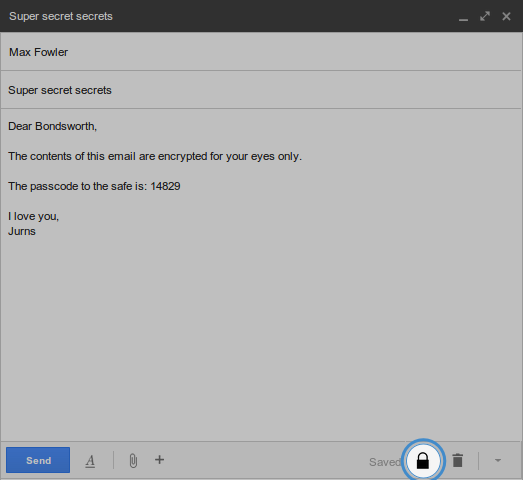 Super secret secrets
Max Fowler
Super secret secrets
Dear Bondsworth,
The contents of this email are encrypted for your eyes only.
The passcode to the safe is: 14829
I love you,
Jurns
Send A Saved